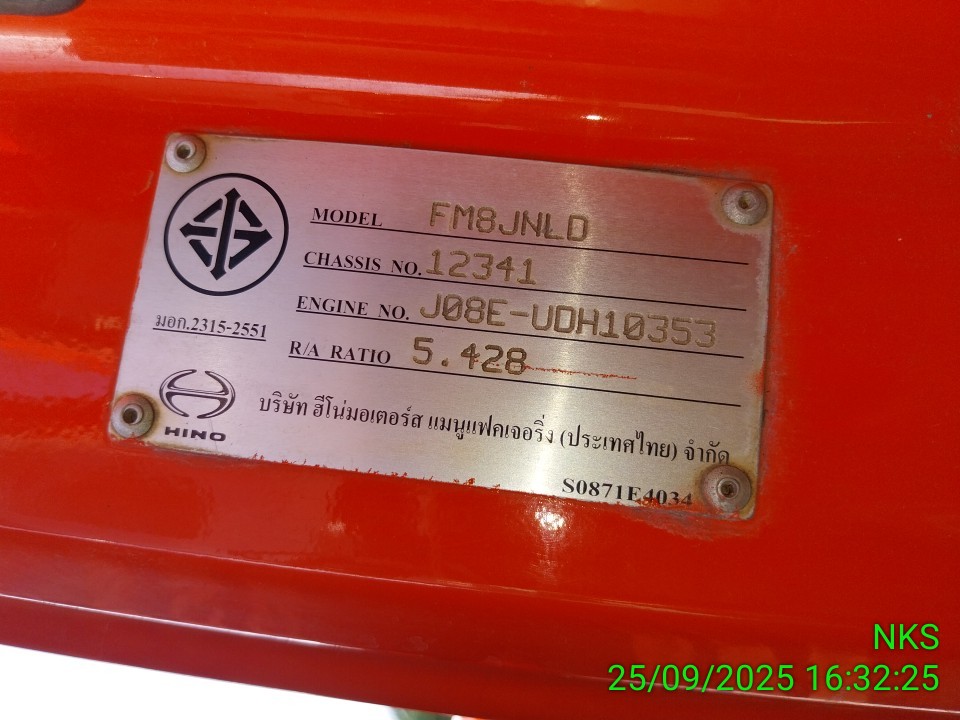 MODEL FM8JNLD
CHASSIS NO. 12341
ENGINE NO. J08E-UDH10353
มอก.2315-2551
R/A RATIO 5.428
HINO
บริษัท ฮีโน่มอเตอร์ส แมนูแฟคเจอริ่ง (ประเทศไทย) จำกัด
S0871E4034
NKS
25/09/2025 16:32:25